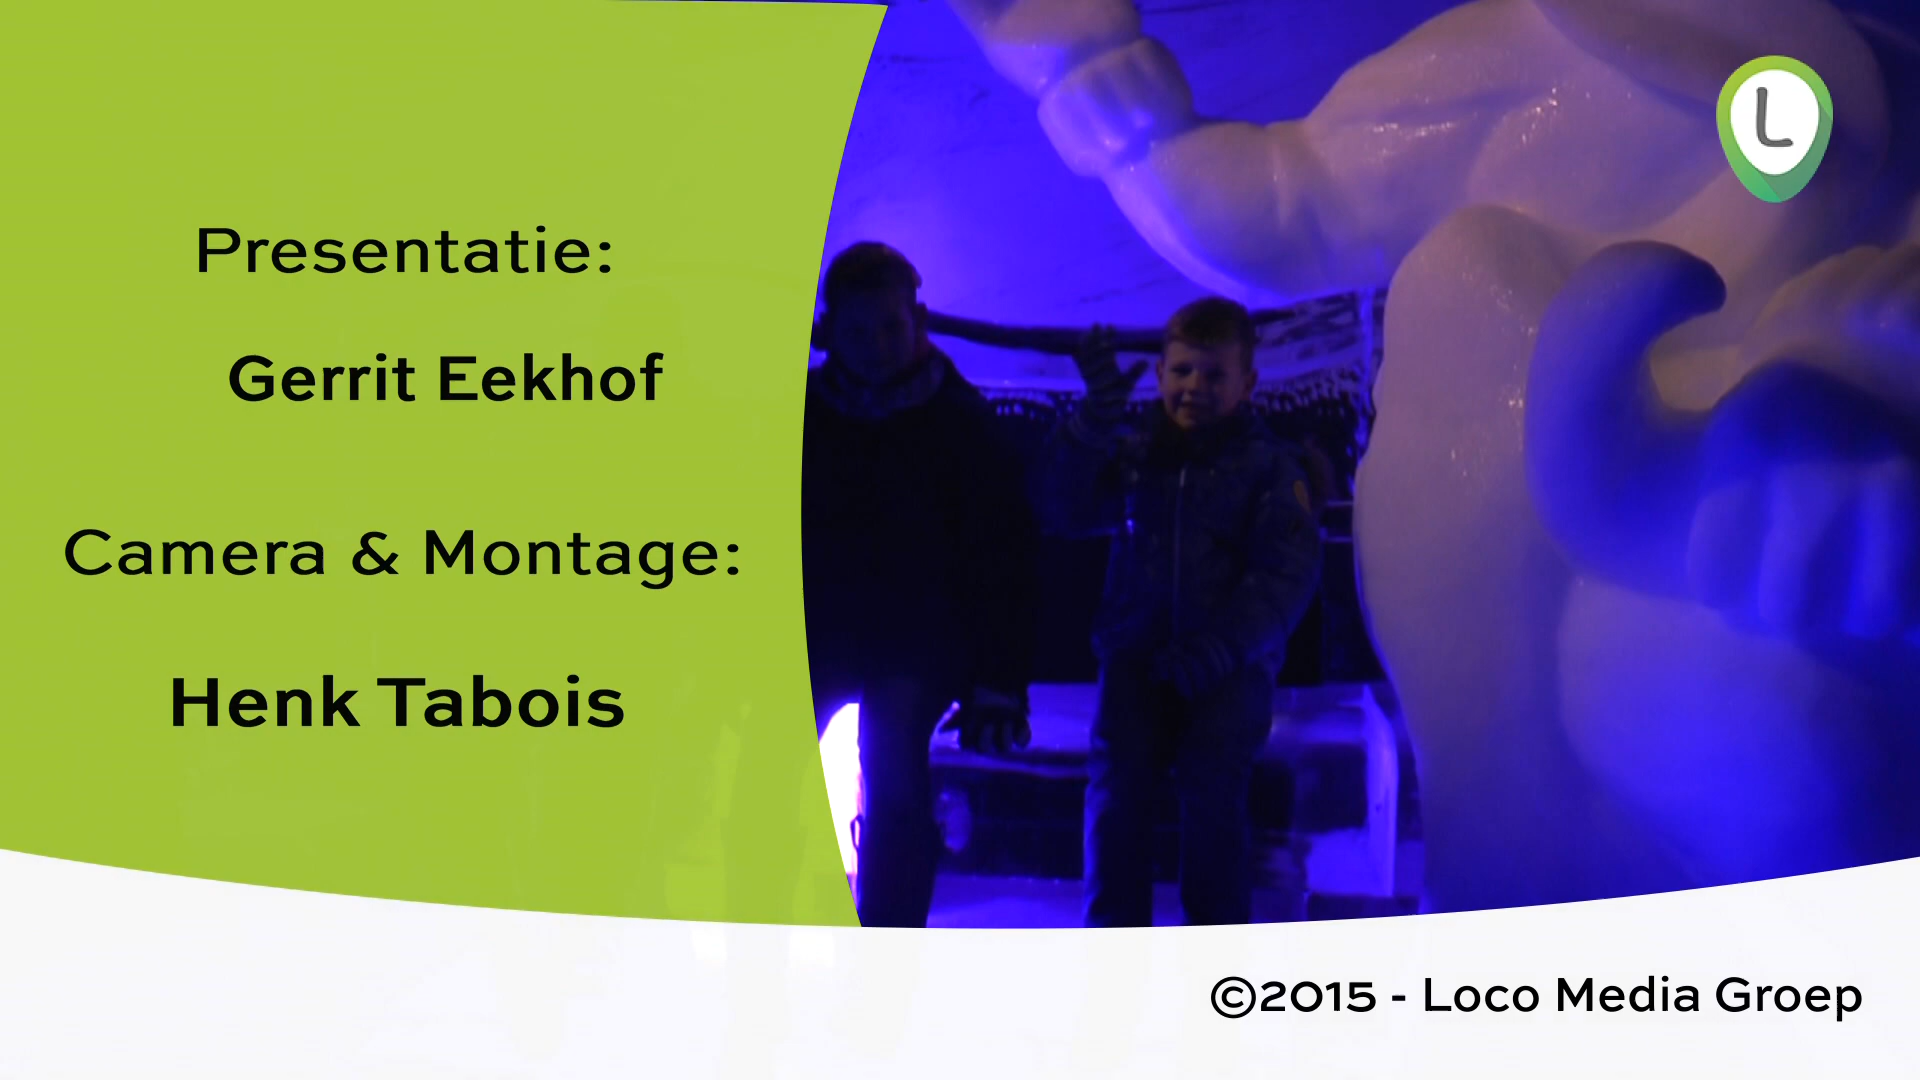 L
Presentatie:
Gerrit Eekhof
Camera & Montage:
Henk Tabois
©2015 - Loco Media Groep